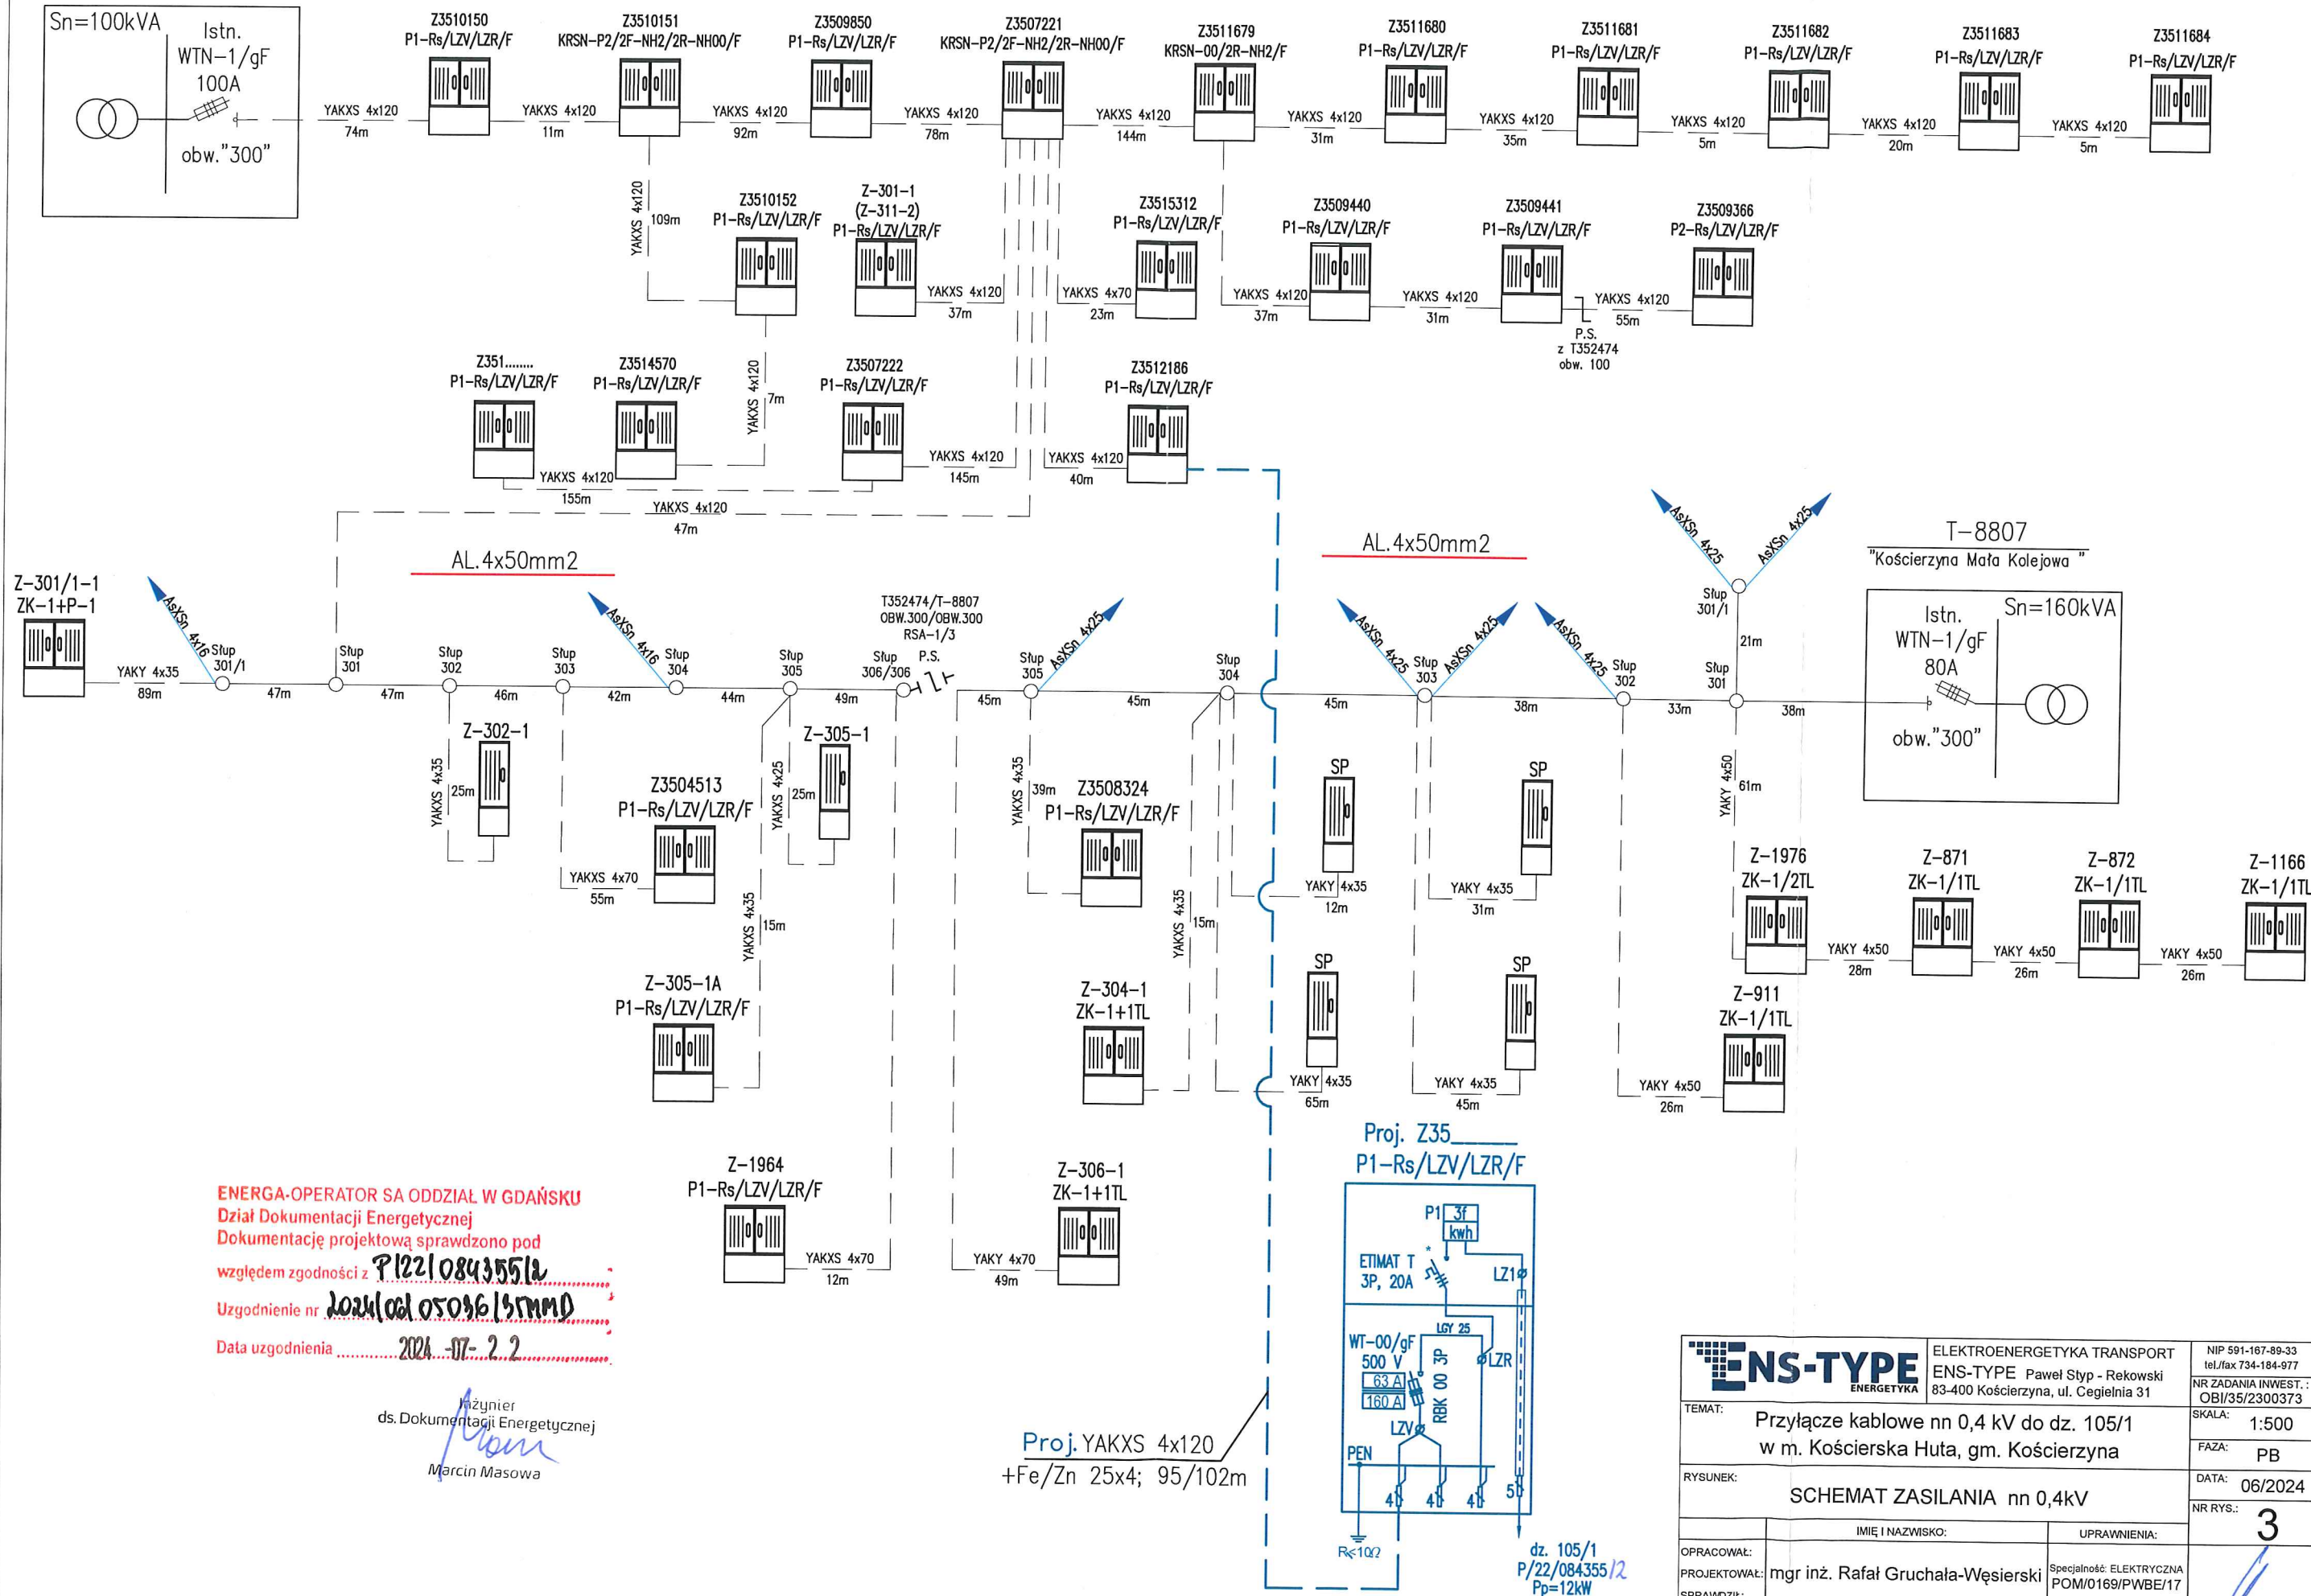 Sn=100kVA
Istn.
WTN-1/gF
100A
obw."300"
YAKXS 4x120
74m
Z3510150
P1-Rs/LZV/LZR/F
YAKXS 4x120
11m
Z3510151
KRSN-P2/2F-NH2/2R-NH00/F
YAKXS 4x120
92m
Z3509850
P1-Rs/LZV/LZR/F
YAKXS 4x120
78m
Z3507221
KRSN-P2/2F-NH2/2R-NH00/F
YAKXS 4x120
144m
Z3511679
KRSN-00/2R-NH2/F
YAKXS 4x120
31m
Z3511680
P1-Rs/LZV/LZR/F
YAKXS 4x120
35m
Z3511681
P1-Rs/LZV/LZR/F
YAKXS 4x120
5m
Z3511682
P1-Rs/LZV/LZR/F
YAKXS 4x120
20m
Z3511683
P1-Rs/LZV/LZR/F
YAKXS 4x120
5m
Z3511684
P1-Rs/LZV/LZR/F
YAKXS 4x120
109m
Z3510152
P1-Rs/LZV/LZR/F
Z-301-1
(Z-311-2)
P1-Rs/LZV/LZR/F
YAKXS 4x120
37m
YAKXS 4x70
23m
Z3515312
P1-Rs/LZV/LZR/F
YAKXS 4x120
37m
Z3509440
P1-Rs/LZV/LZR/F
YAKXS 4x120
31m
Z3509441
P1-Rs/LZV/LZR/F
YAKXS 4x120
55m
P.S.
z T352474
obw. 100
Z3509366
P2-Rs/LZV/LZR/F
Z351........
P1-Rs/LZV/LZR/F
Z3514570
P1-Rs/LZV/LZR/F
YAKXS 4x120
7m
Z3507222
P1-Rs/LZV/LZR/F
YAKXS 4x120
145m
YAKXS 4x120
40m
Z3512186
P1-Rs/LZV/LZR/F
YAKXS 4x120
155m
YAKXS 4x120
47m
AL.4x50mm2
AL.4x50mm2
T-8807
"Kościerzyna Mała Kolejowa "
Istn.
WTN-1/gF
80A
obw."300"
Sn=160kVA
Z-301/1-1
ZK-1+P-1
YAKY 4x35
89m
AsXSn 4x16
Słup
301/1
47m
Słup
301
47m
Słup
302
46m
Słup
303
42m
AsXSn 4x16
Słup
304
44m
Słup
305
49m
Słup
306/306
T352474/T-8807
OBW.300/OBW.300
RSA-1/3
P.S.
45m
Słup
305
AsXSn 4x25
45m
Słup
304
45m
AsXSn 4x25
Słup
303
AsXSn 4x25
38m
AsXSn 4x25
Słup
302
33m
Słup
301
38m
21m
Słup
301/1
AsXSn 4x25
AsXSn 4x25
YAKXS 4x35
25m
Z-302-1
Z3504513
P1-Rs/LZV/LZR/F
YAKXS 4x70
55m
YAKXS 4x25
25m
Z-305-1
YAKXS 4x35
15m
Z-305-1A
P1-Rs/LZV/LZR/F
YAKXS 4x35
39m
Z3508324
P1-Rs/LZV/LZR/F
YAKXS 4x35
15m
Z-304-1
ZK-1+1TL
SP
YAKY 4x35
12m
SP
YAKY 4x35
31m
SP
YAKY 4x35
65m
SP
YAKY 4x35
45m
YAKY 4x50
61m
Z-1976
ZK-1/2TL
YAKY 4x50
28m
Z-871
ZK-1/1TL
YAKY 4x50
26m
Z-872
ZK-1/1TL
YAKY 4x50
26m
Z-1166
ZK-1/1TL
Z-911
ZK-1/1TL
YAKY 4x50
26m
Z-1964
P1-Rs/LZV/LZR/F
YAKXS 4x70
12m
Z-306-1
ZK-1+1TL
YAKY 4x70
49m
Proj. Z35______
P1-Rs/LZV/LZR/F
P1
3f
kwh
ETIMAT T
3P, 20A
*
LZ1
LGY 25
WT-00/gF
500 V
63 A
160 A
RBK 00 3P
LZR
LZV
PEN
4
4
4
5
R<10Ω
dz. 105/1
P/22/084355/2
Pp=12kW
Proj. YAKXS 4x120
+Fe/Zn 25x4; 95/102m
ENERGA-OPERATOR SA ODDZIAŁ W GDAŃSKU
Dział Dokumentacji Energetycznej
Dokumentację projektową sprawdzono pod
względem zgodności z P/22/084355/2
Uzgodnienie nr
Data uzgodnienia 2024 -07- 2 2
Inżynier
ds. Dokumentacji Energetycznej
Marcin Masowa
ENS-TYPE
ENERGETYKA
ELEKTROENERGETYKA TRANSPORT
ENS-TYPE Paweł Styp - Rekowski
83-400 Kościerzyna, ul. Cegielnia 31
NIP 591-167-89-33
tel./fax 734-184-977
NR ZADANIA INWEST.:
OBI/35/2300373
TEMAT:
Przyłącze kablowe nn 0,4 kV do dz. 105/1
w m. Kościerska Huta, gm. Kościerzyna
SKALA: 1:500
FAZA: PB
RYSUNEK:
SCHEMAT ZASILANIA nn 0,4kV
DATA: 06/2024
NR RYS.: 3
IMIĘ I NAZWISKO:
UPRAWNIENIA:
OPRACOWAŁ:
PROJEKTOWAŁ:
mgr inż. Rafał Gruchała-Węsierski
Specjalność: ELEKTRYCZNA
POM/0169/PWBE/17
SPRAWDZIŁ: